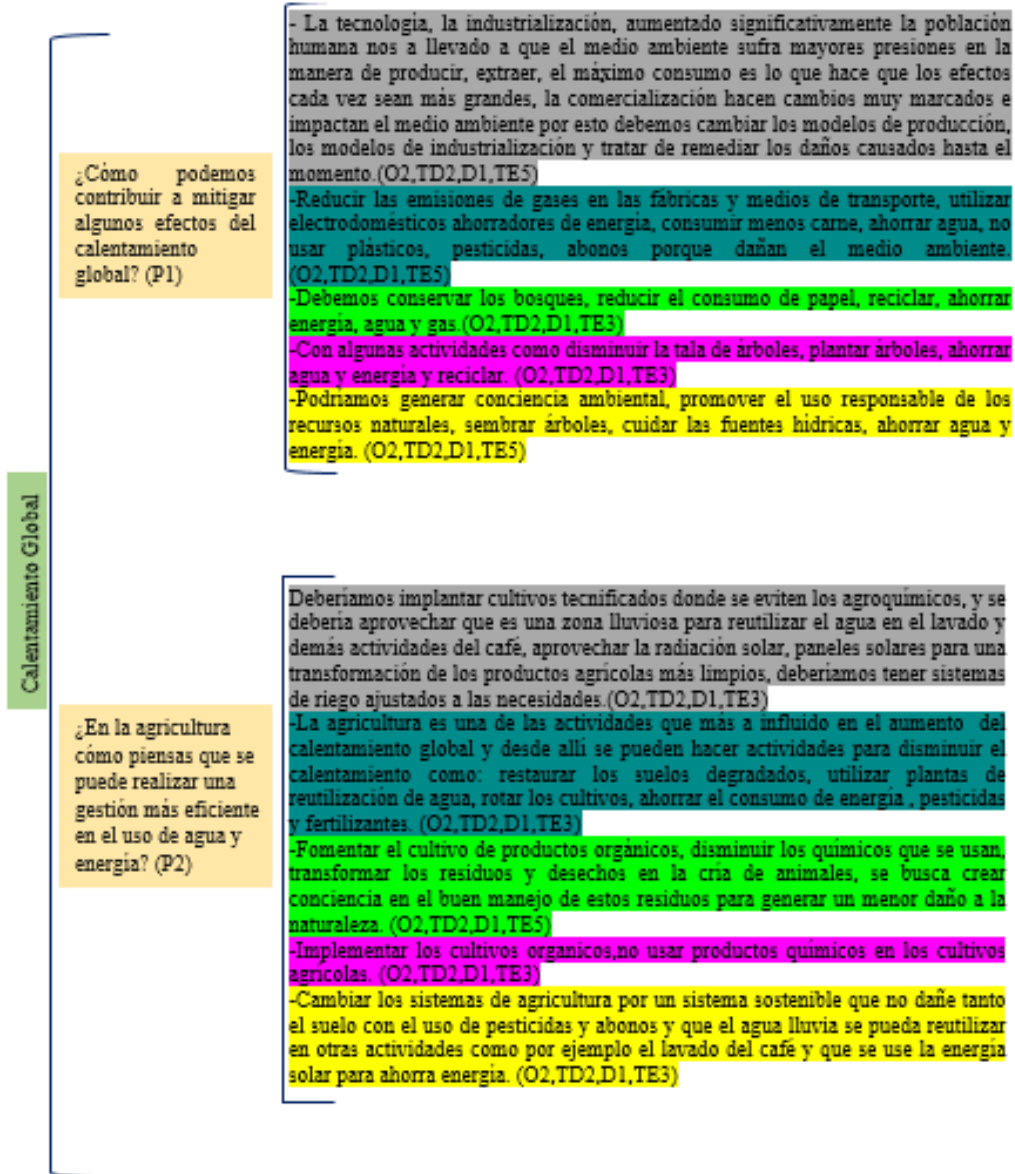 Calentamiento Global
¿Cómo podemos
contribuir a mitigar
algunos efectos del
calentamiento
global? (P1)
- La tecnología, la industrialización, aumentado significativamente la población
humana nos a llevado a que el medio ambiente sufra mayores presiones en la
manera de producir, extraer, el máximo consumo es lo que hace que los efectos
cada vez sean más grandes, la comercialización hacen cambios muy marcados e
impactan el medio ambiente por esto debemos cambiar los modelos de producción,
los modelos de industrialización y tratar de remediar los daños causados hasta el
momento.(O2,TD2,D1,TE5)
-Reducir las emisiones de gases en las fábricas y medios de transporte, utilizar
electrodomésticos ahorradores de energía, consumir menos carne, ahorrar agua, no
usar plásticos, pesticidas, abonos porque dañan el medio ambiente.
(O2,TD2,D1,TE5)
-Debemos conservar los bosques, reducir el consumo de papel, reciclar, ahorrar
energía, agua y gas.(O2,TD2,D1,TE3)
-Con algunas actividades como disminuir la tala de árboles, plantar árboles, ahorrar
agua y energía y reciclar. (O2,TD2,D1,TE3)
-Podríamos generar conciencia ambiental, promover el uso responsable de los
recursos naturales, sembrar árboles, cuidar las fuentes hídricas, ahorrar agua y
energía. (O2,TD2,D1,TE5)
¿En la agricultura
cómo piensas que se
puede realizar una
gestión más eficiente
en el uso de agua y
energía? (P2)
Deberíamos implantar cultivos tecnificados donde se eviten los agroquímicos, y se
debería aprovechar que es una zona lluviosa para reutilizar el agua en el lavado y
demás actividades del café, aprovechar la radiación solar, paneles solares para una
transformación de los productos agrícolas más limpios, deberíamos tener sistemas
de riego ajustados a las necesidades.(O2,TD2,D1,TE3)
-La agricultura es una de las actividades que más a influido en el aumento del
calentamiento global y desde allí se pueden hacer actividades para disminuir el
calentamiento como: restaurar los suelos degradados, utilizar plantas de
reutilización de agua, rotar los cultivos, ahorrar el consumo de energía , pesticidas
y fertilizantes. (O2,TD2,D1,TE3)
-Fomentar el cultivo de productos orgánicos, disminuir los químicos que se usan,
transformar los residuos y desechos en la cría de animales, se busca crear
conciencia en el buen manejo de estos residuos para generar un menor daño a la
naturaleza. (O2,TD2,D1,TE5)
-Implementar los cultivos organicos,no usar productos químicos en los cultivos
agrícolas. (O2,TD2,D1,TE3)
-Cambiar los sistemas de agricultura por un sistema sostenible que no dañe tanto
el suelo con el uso de pesticidas y abonos y que el agua lluvia se pueda reutilizar
en otras actividades como por ejemplo el lavado del café y que se use la energía
solar para ahorra energía. (O2,TD2,D1,TE3)